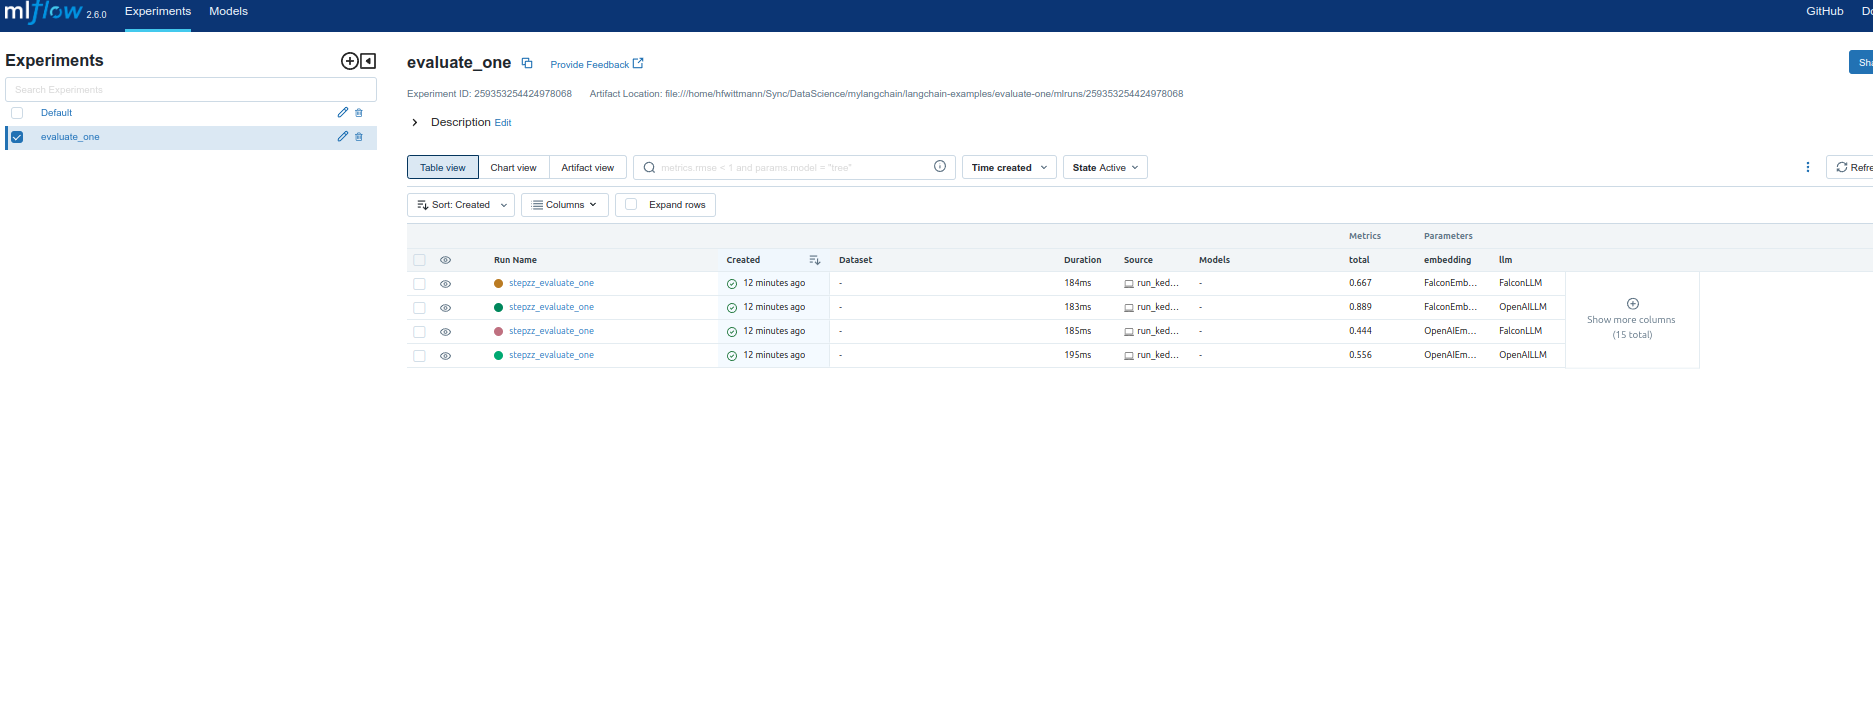 mlflow 2.6.0 Experiments Models GitHub
Experiments
Search Experiments
Default
evaluate_one
evaluate_one Provide Feedback
Experiment ID: 259353254424978068 Artifact Location: file:///home/hfwittmann/Sync/DataScience/mylangchain/langchain-examples/evaluate-one/mlruns/259353254424978068
Description Edit
Table view Chart view Artifact view metrics.rmse < 1 and params.model = "tree" Time created State Active Refre
Sort: Created Columns Expand rows
Metrics Parameters
Run Name Created Dataset Duration Source Models total embedding llm
stepzz_evaluate_one 12 minutes ago - 184ms run_ked... - 0.667 FalconEmb... FalconLLM
stepzz_evaluate_one 12 minutes ago - 183ms run_ked... - 0.889 FalconEmb... OpenAILLM
stepzz_evaluate_one 12 minutes ago - 185ms run_ked... - 0.444 OpenAIEm... FalconLLM
stepzz_evaluate_one 12 minutes ago - 195ms run_ked... - 0.556 OpenAIEm... OpenAILLM
Show more columns
(15 total)